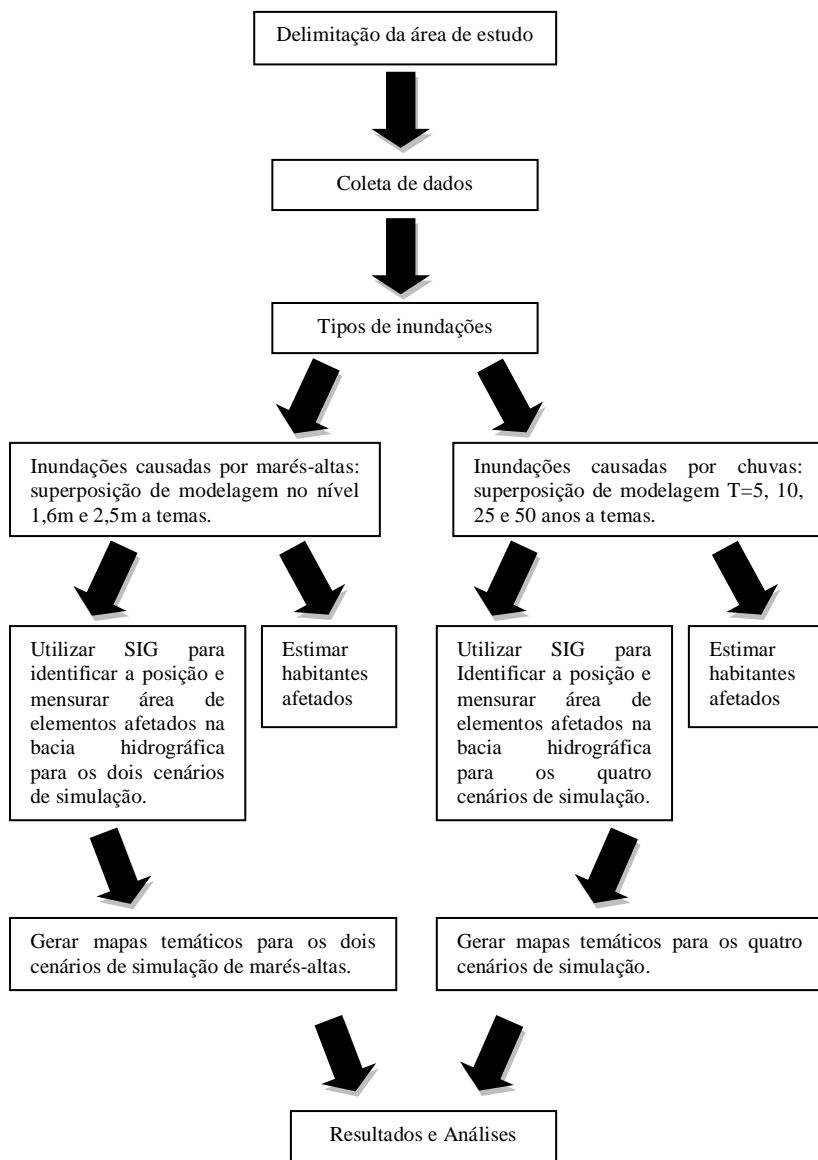 Delimitação da área de estudo
Coleta de dados
Tipos de inundações
Inundações causadas por marés-altas:
superposição de modelagem no nível
1,6m e 2,5m a temas.
Inundações causadas por chuvas:
superposição de modelagem T=5, 10,
25 e 50 anos a temas.
Utilizar SIG para
identificar a posição e
mensurar área de
elementos afetados na
bacia hidrográfica
para os dois cenários
de simulação.
Estimar
habitantes
afetados
Utilizar SIG para
Identificar a posição e
mensurar área de
elementos afetados na
bacia hidrográfica
para os quatro
cenários de simulação.
Estimar
habitantes
afetados
Gerar mapas temáticos para os dois
cenários de simulação de marés-altas.
Gerar mapas temáticos para os quatro
cenários de simulação.
Resultados e Análises